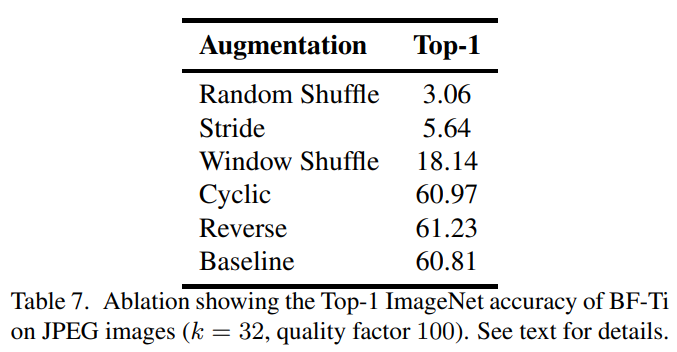 Augmentation Top-1
Random Shuffle 3.06
Stride 5.64
Window Shuffle 18.14
Cyclic 60.97
Reverse 61.23
Baseline 60.81
Table 7. Ablation showing the Top-1 ImageNet accuracy of BF-Ti
on JPEG images (k = 32, quality factor 100). See text for details.